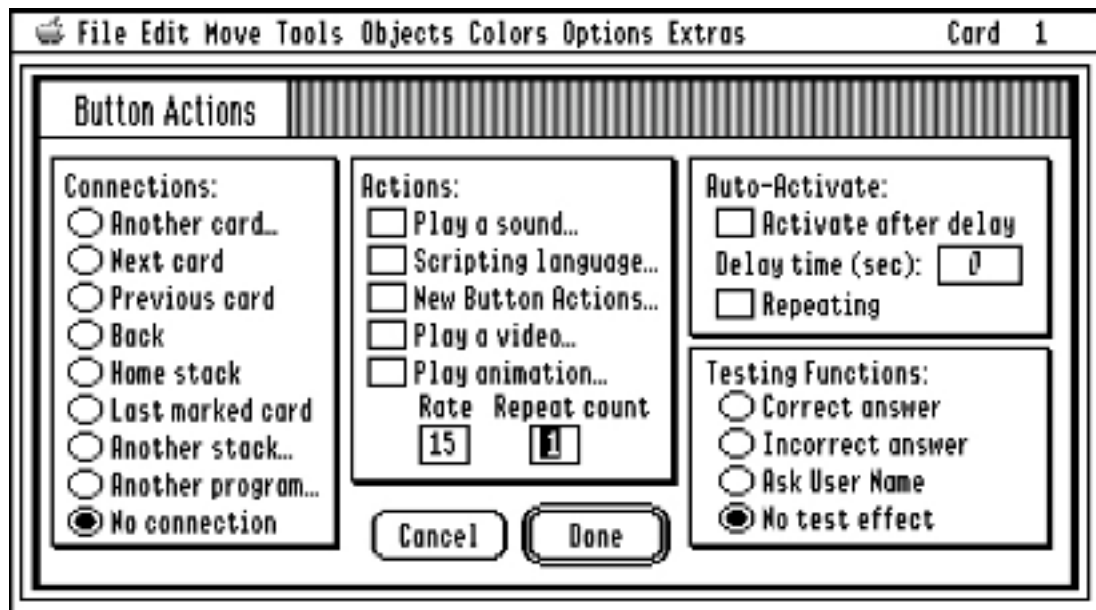 File Edit Move Tools Objects Colors Options Extras Card 1
Button Actions
Connections:
Another card...
Next card
Previous card
Back
Home stack
Last marked card
Another stack...
Another program...
No connection
Actions:
Play a sound...
Scripting language...
New Button Actions...
Play a video...
Play animation...
Rate Repeat count
15 1
Cancel Done
Auto-Activate:
Activate after delay
Delay time (sec): 0
Repeating
Testing Functions:
Correct answer
Incorrect answer
Ask User Name
No test effect